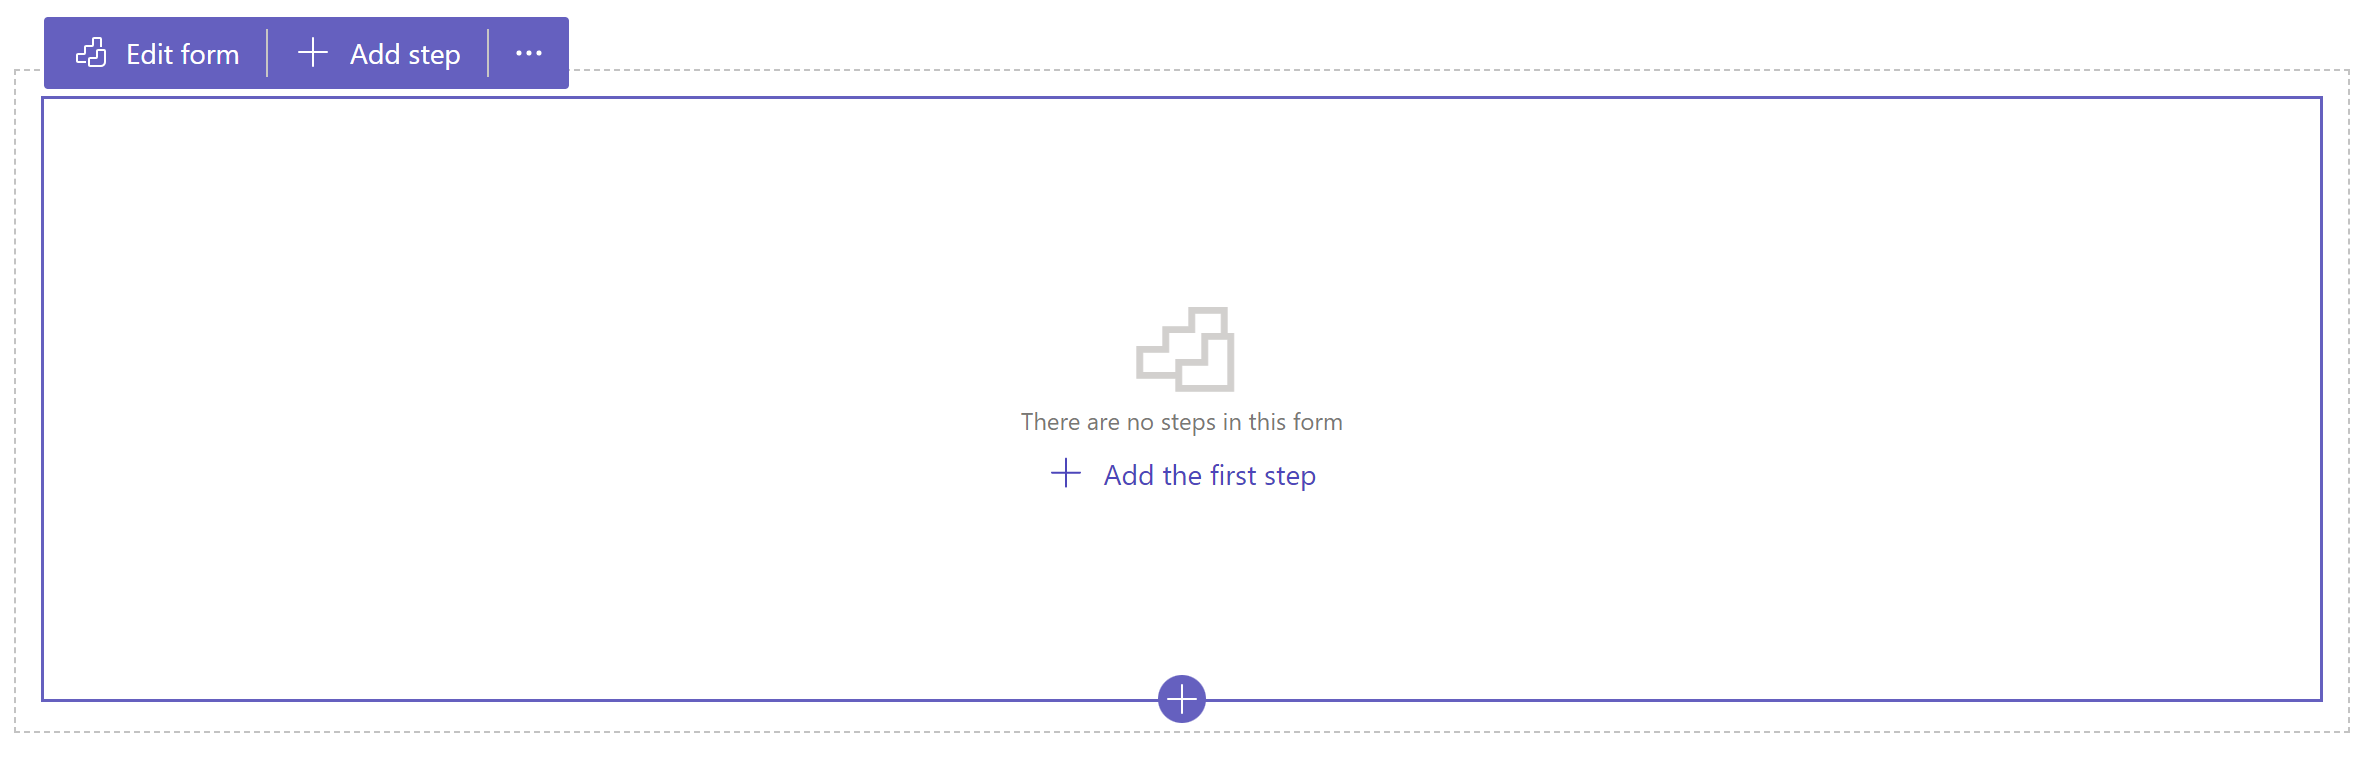 Edit form
Add step
There are no steps in this form
Add the first step